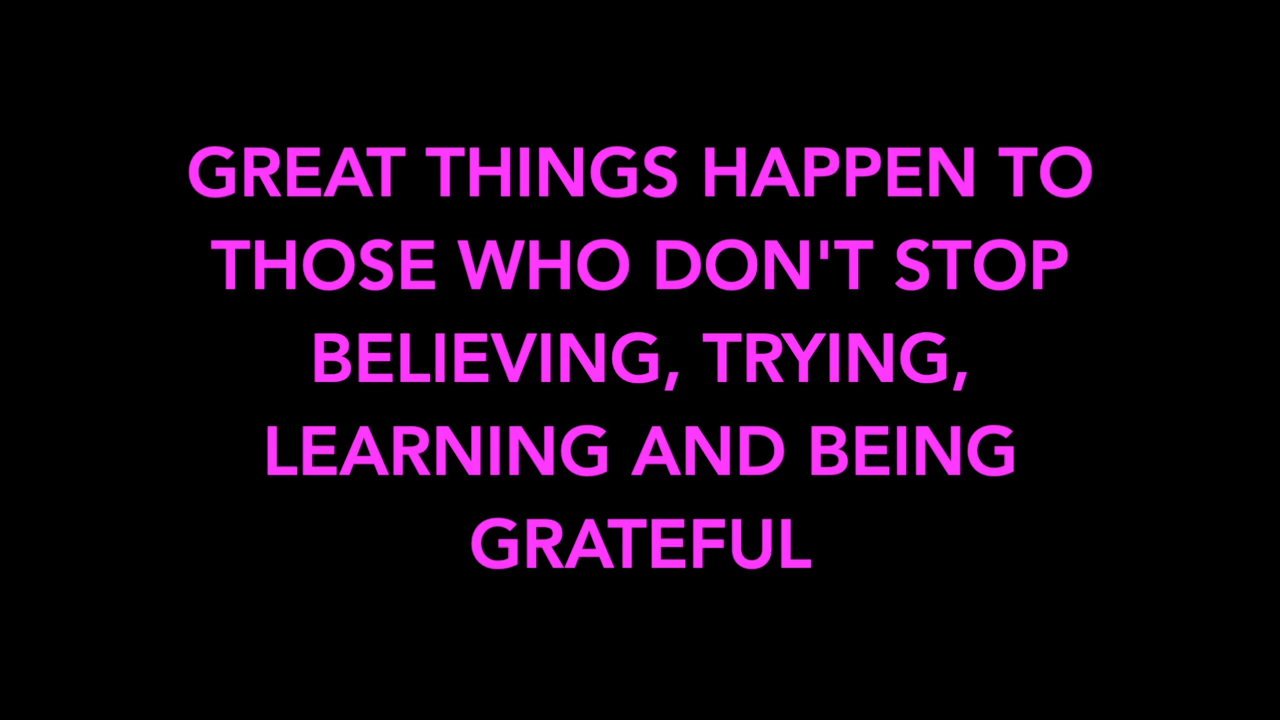 GREAT THINGS HAPPEN TO
THOSE WHO DON'T STOP
BELIEVING, TRYING,
LEARNING AND BEING
GRATEFUL